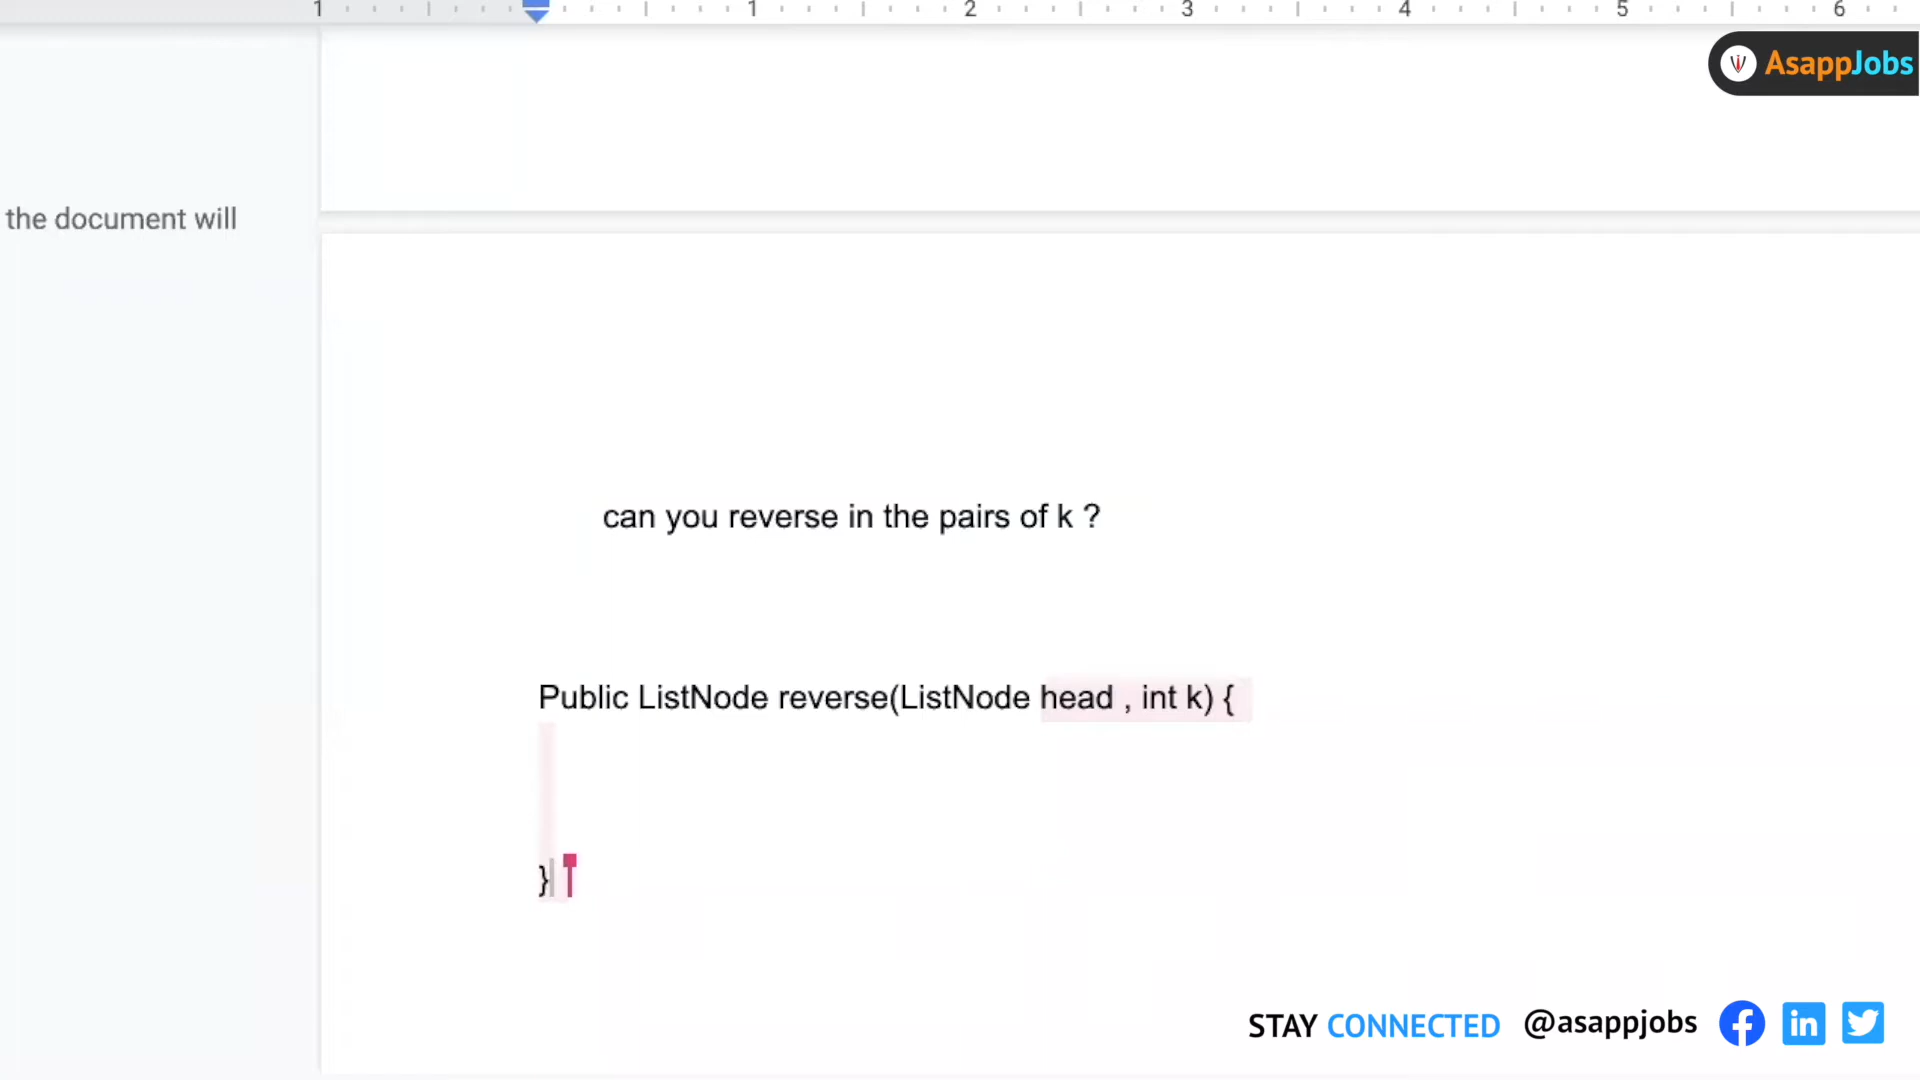 1 1 2 3 4 5 6
AsappJobs
the document will
can you reverse in the pairs of k ?
Public ListNode reverse(ListNode head , int k) {
}
STAY CONNECTED @asappjobs